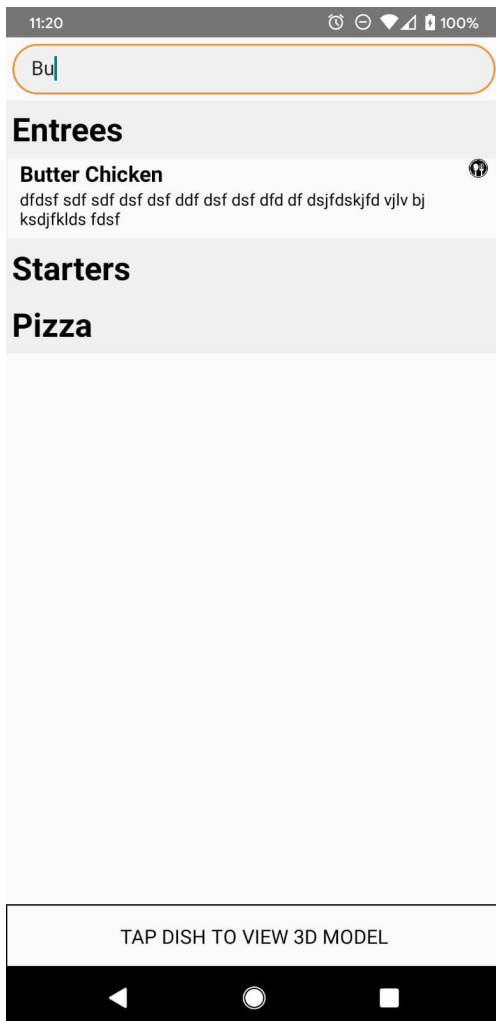 11:20
100%
Bu
Entrees
Butter Chicken
dfdsf sdf sdf dsf dsf ddf dsf dsf dfd df dsjfdskjfd vjlv bj
ksdjfklds fdsf
Starters
Pizza
TAP DISH TO VIEW 3D MODEL